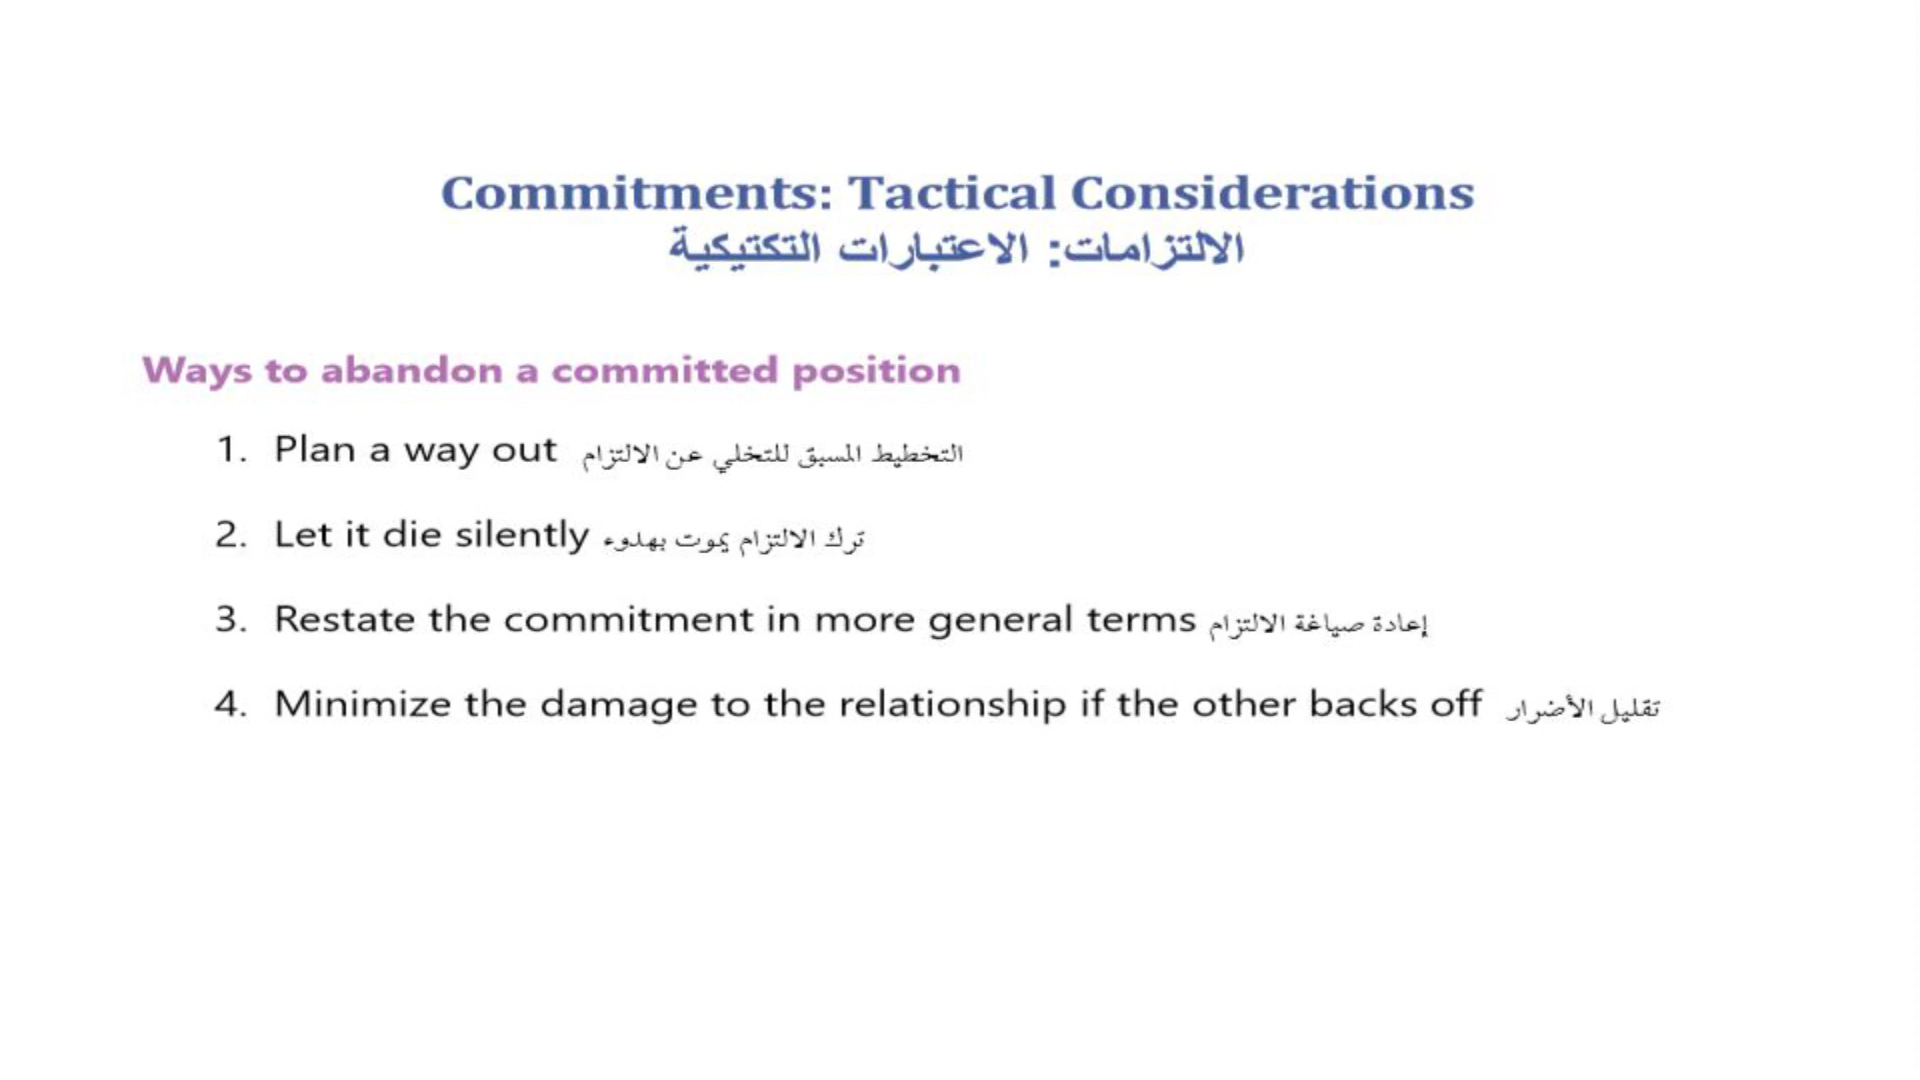 Commitments: Tactical Considerations
الالتزامات: الاعتبارات التكتيكية
Ways to abandon a committed position
1. Plan a way out التخطيط المسبق للتخلي عن الالتزام
2. Let it die silently ترك الالتزام يموت بهدوء
3. Restate the commitment in more general terms إعادة صياغة الالتزام
4. Minimize the damage to the relationship if the other backs off تقليل الأضرار